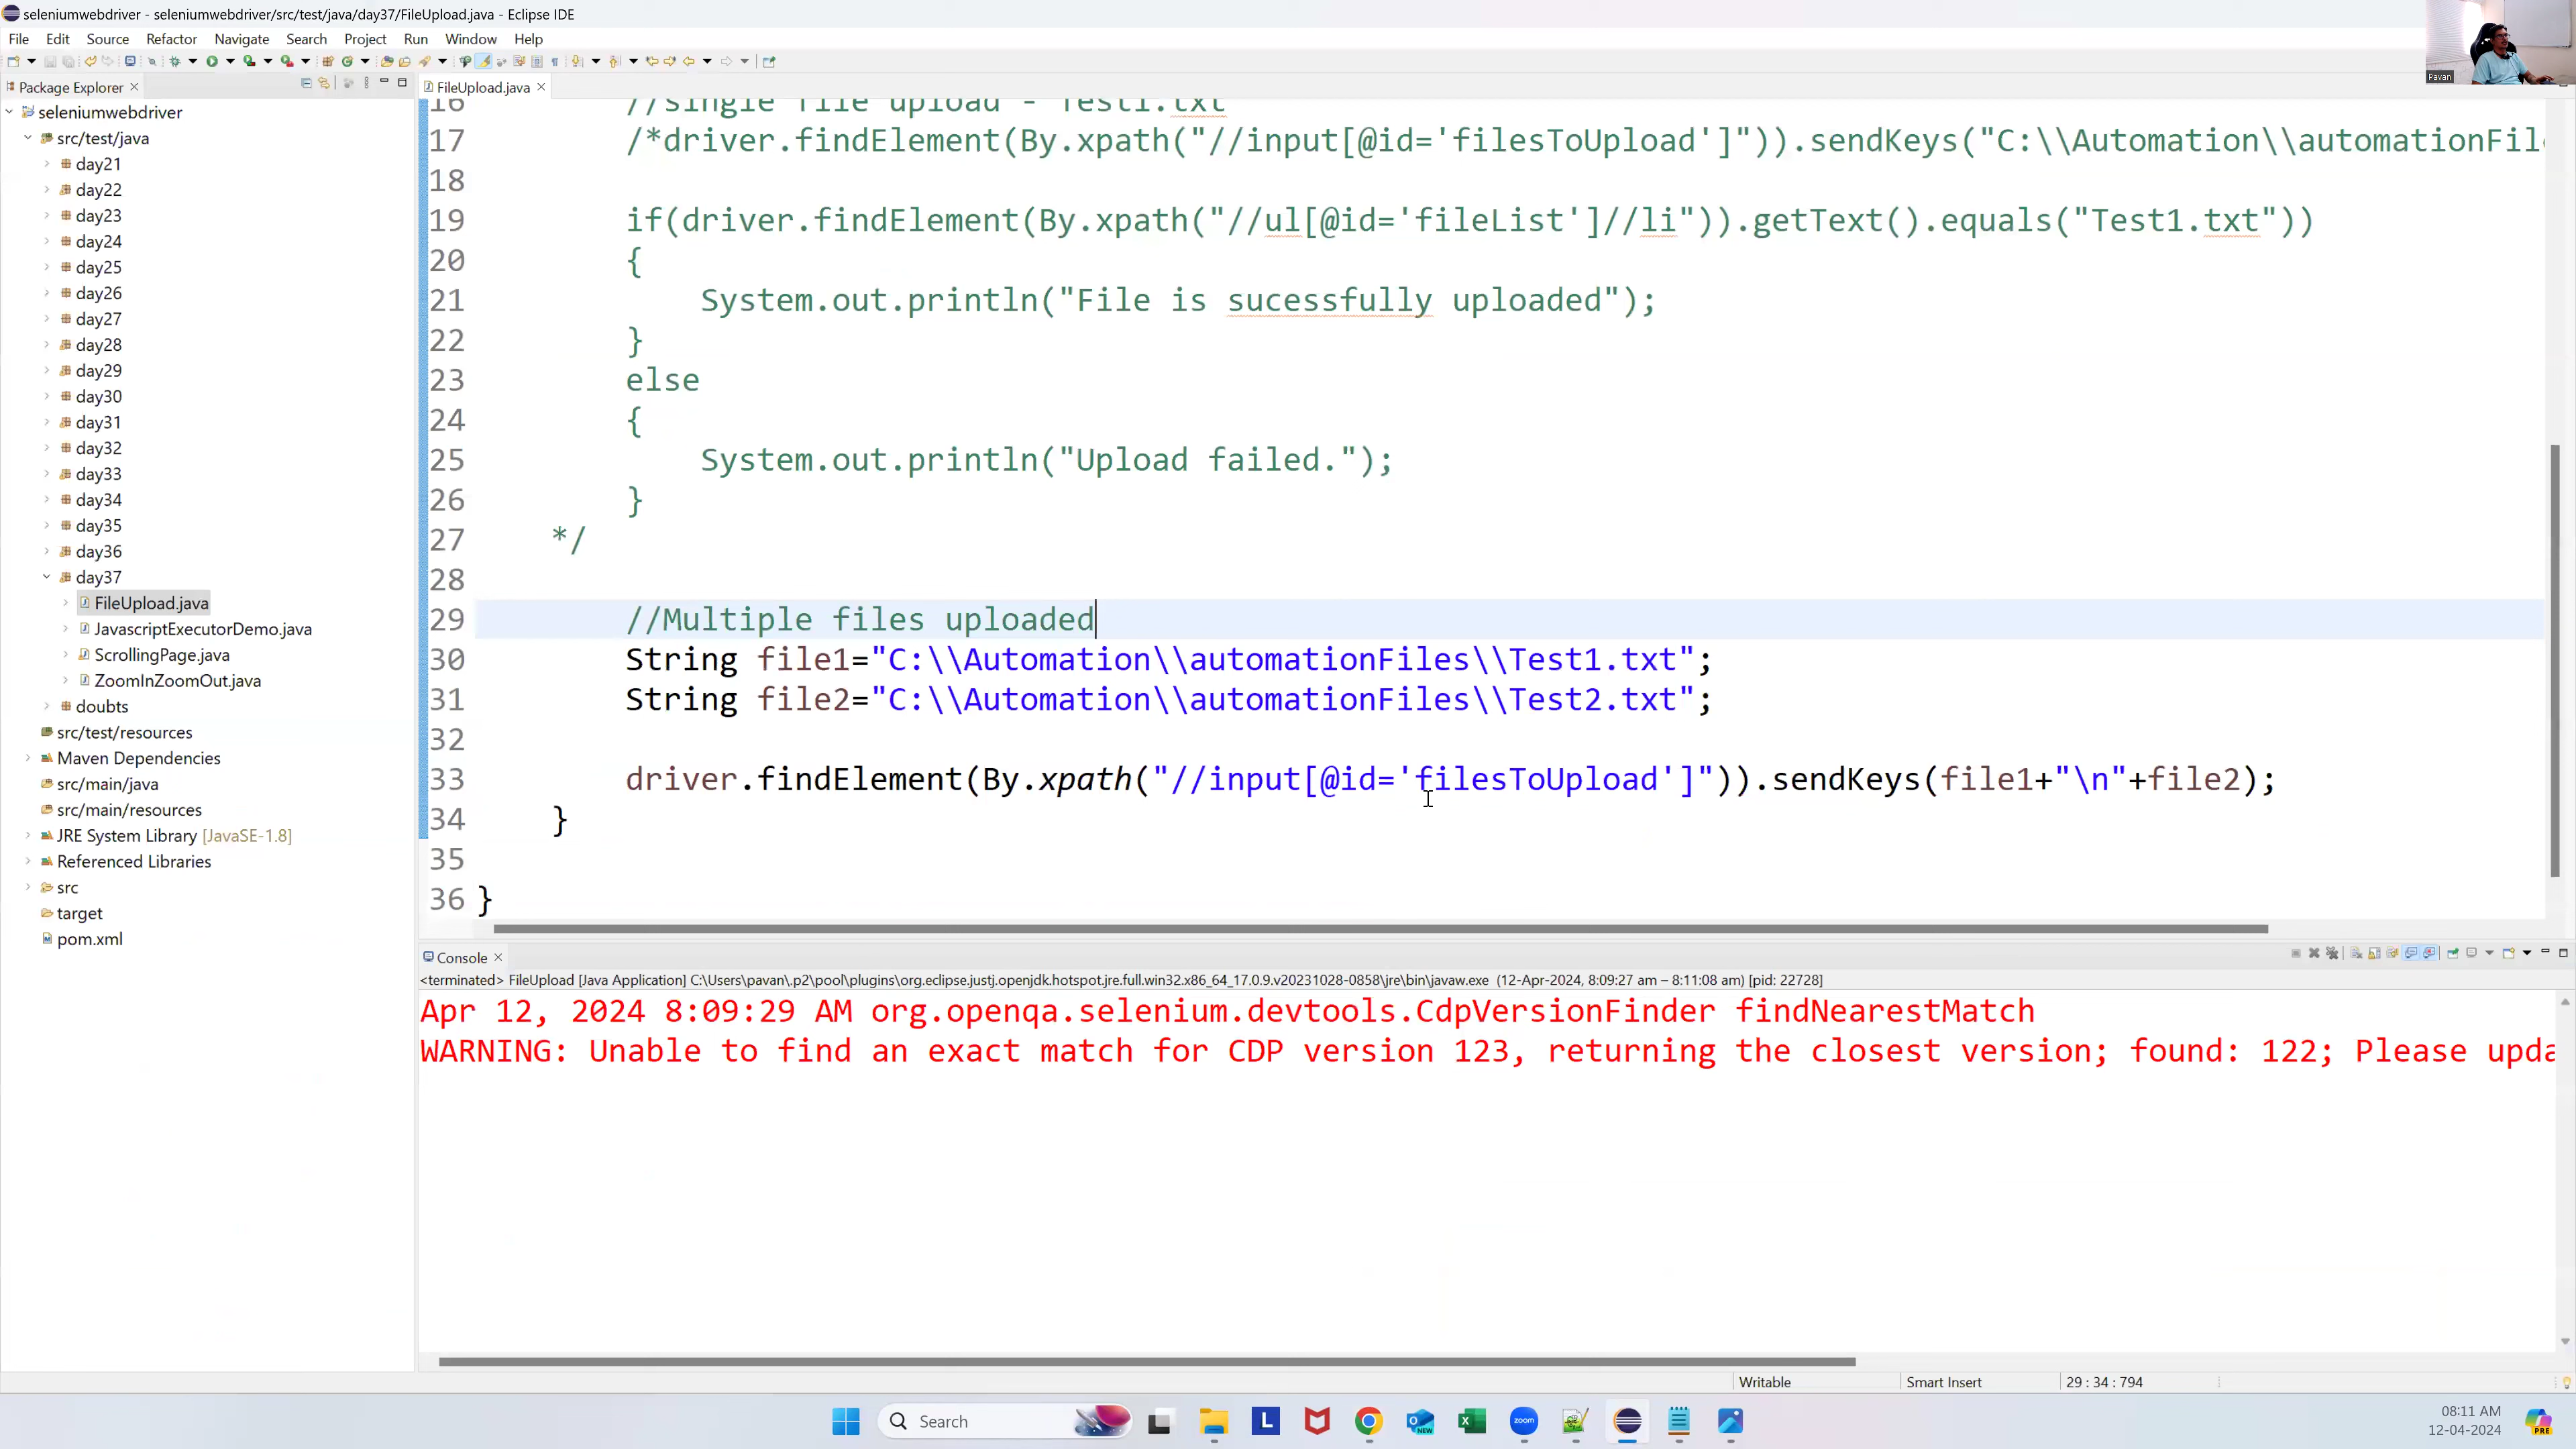 seleniumwebdriver - seleniumwebdriver/src/test/java/day37/FileUpload.java - Eclipse IDE
File Edit Source Refactor Navigate Search Project Run Window Help
Pavan
Package Explorer
seleniumwebdriver
src/test/java
day21
day22
day23
day24
day25
day26
day27
day28
day29
day30
day31
day32
day33
day34
day35
day36
day37
FileUpload.java
JavascriptExecutorDemo.java
ScrollingPage.java
ZoomInZoomOut.java
doubts
src/test/resources
Maven Dependencies
src/main/java
src/main/resources
JRE System Library [JavaSE-1.8]
Referenced Libraries
src
target
pom.xml
FileUpload.java
16 //single file upload - Test1.txt
17 /*driver.findElement(By.xpath("//input[@id='filesToUpload']")).sendKeys("C:\\Automation\\automationFil
18
19 if(driver.findElement(By.xpath("//ul[@id='fileList']//li")).getText().equals("Test1.txt"))
20 {
21 System.out.println("File is sucessfully uploaded");
22 }
23 else
24 {
25 System.out.println("Upload failed.");
26 }
27 */
28
29 //Multiple files uploaded
30 String file1="C:\\Automation\\automationFiles\\Test1.txt";
31 String file2="C:\\Automation\\automationFiles\\Test2.txt";
32
33 driver.findElement(By.xpath("//input[@id='filesToUpload']")).sendKeys(file1+"\n"+file2);
34 }
35
36 }
Console
<terminated> FileUpload [Java Application] C:\Users\pavan\.p2\pool\plugins\org.eclipse.justj.openjdk.hotspot.jre.full.win32.x86_64_17.0.9.v20231028-0858\jre\bin\javaw.exe (12-Apr-2024, 8:09:27 am – 8:11:08 am) [pid: 22728]
Apr 12, 2024 8:09:29 AM org.openqa.selenium.devtools.CdpVersionFinder findNearestMatch
WARNING: Unable to find an exact match for CDP version 123, returning the closest version; found: 122; Please upda
Writable Smart Insert 29 : 34 : 794
Search
L
NEW
zoom
08:11 AM
12-04-2024
PRE